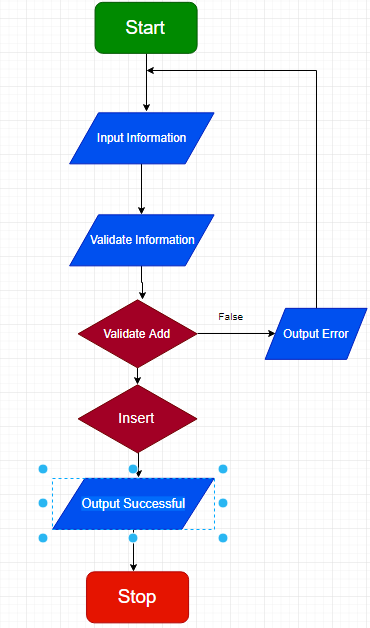 Start
Input Information
Validate Information
Validate Add
False
Output Error
Insert
Output Successful
Stop